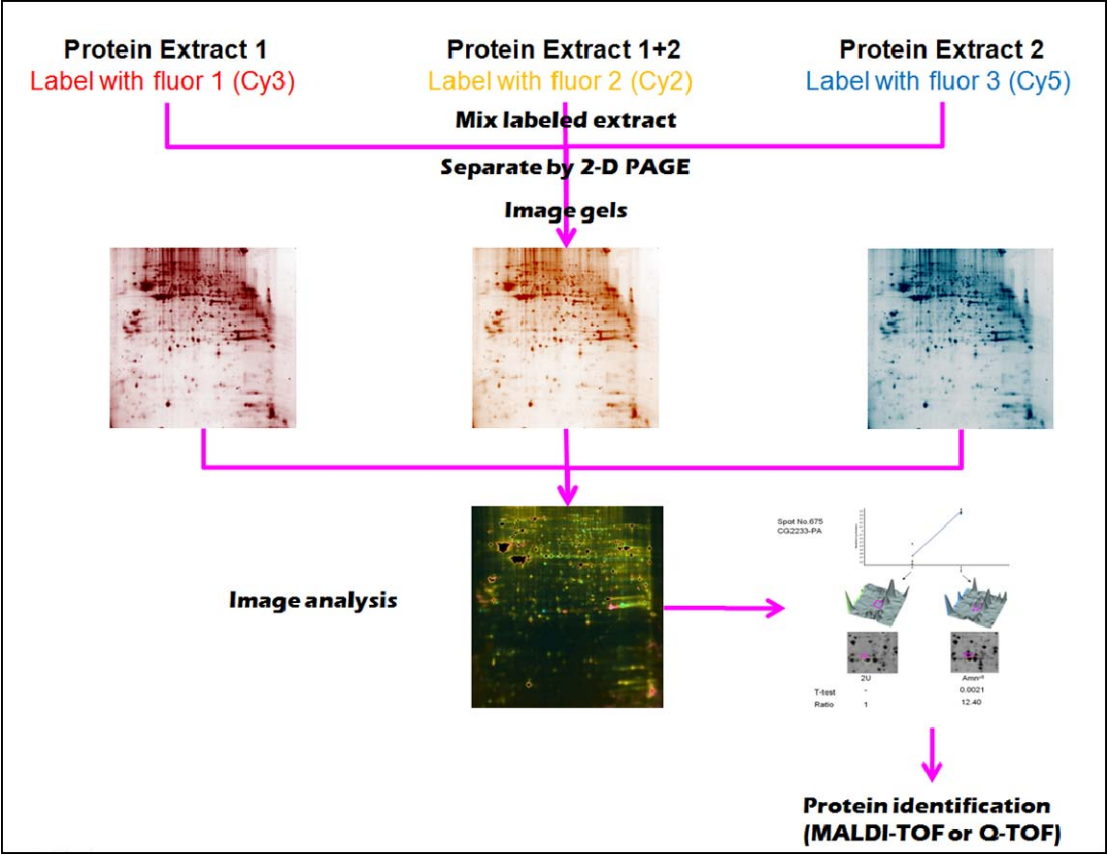 Protein Extract 1
Label with fluor 1 (Cy3)
Protein Extract 1+2
Label with fluor 2 (Cy2)
Protein Extract 2
Label with fluor 3 (Cy5)
Mix labeled extract
Separate by 2-D PAGE
Image gels
Image analysis
Spot No.675
CG2233-PA
2U
T-test
-
0.0021
Ratio
1
12.40
Protein identification
(MALDI-TOF or Q-TOF)